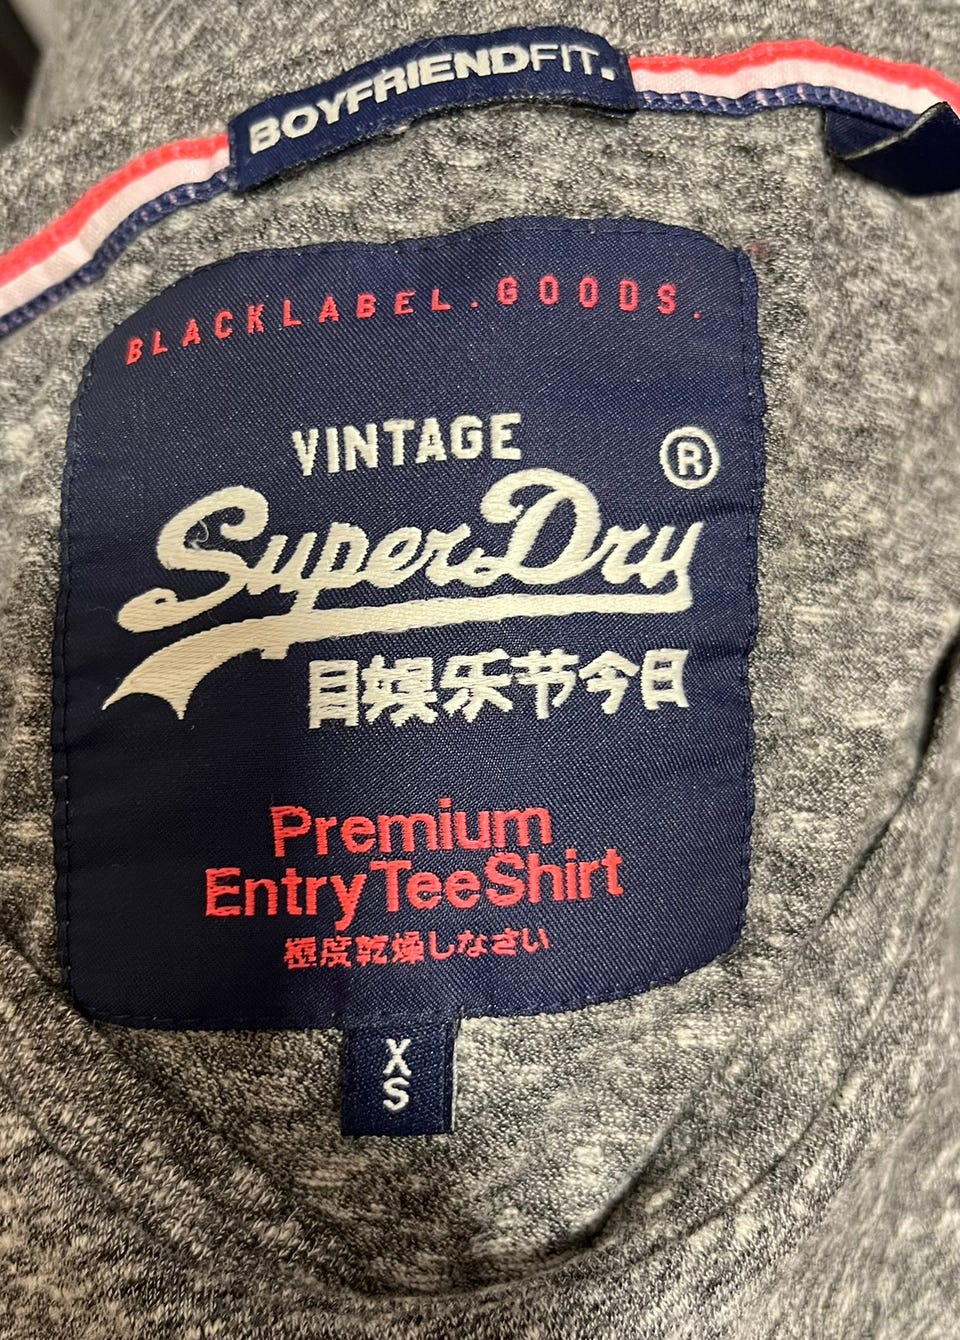 BOYFRIENDFIT.
BLACKLABEL.GOODS.
VINTAGE
SuperDry ®
目娱乐节今日
Premium
EntryTeeShirt
極度乾燥しなさい
X
S